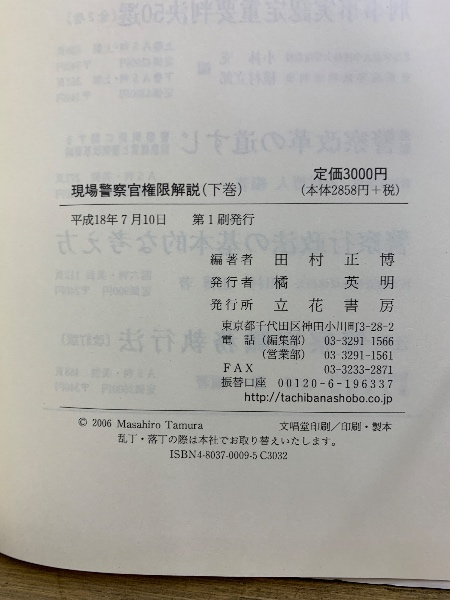 定価3000円
現場警察官権限解説(下巻) (本体2858円+税)
平成18年7月10日 第1刷発行
編著者 田村正博
発行者 橘英明
発行所 立花書房
東京都千代田区神田小川町3-28-2
電話 (編集部) 03-3291-1566
(営業部) 03-3291-1561
FAX 03-3233-2871
振替口座 00120-6-196337
http://tachibanashobo.co.jp
© 2006 Masahiro Tamura 文唱堂印刷/印刷・製本
乱丁・落丁の際は本社でお取り替えいたします。
ISBN4-8037-0009-5 C3032